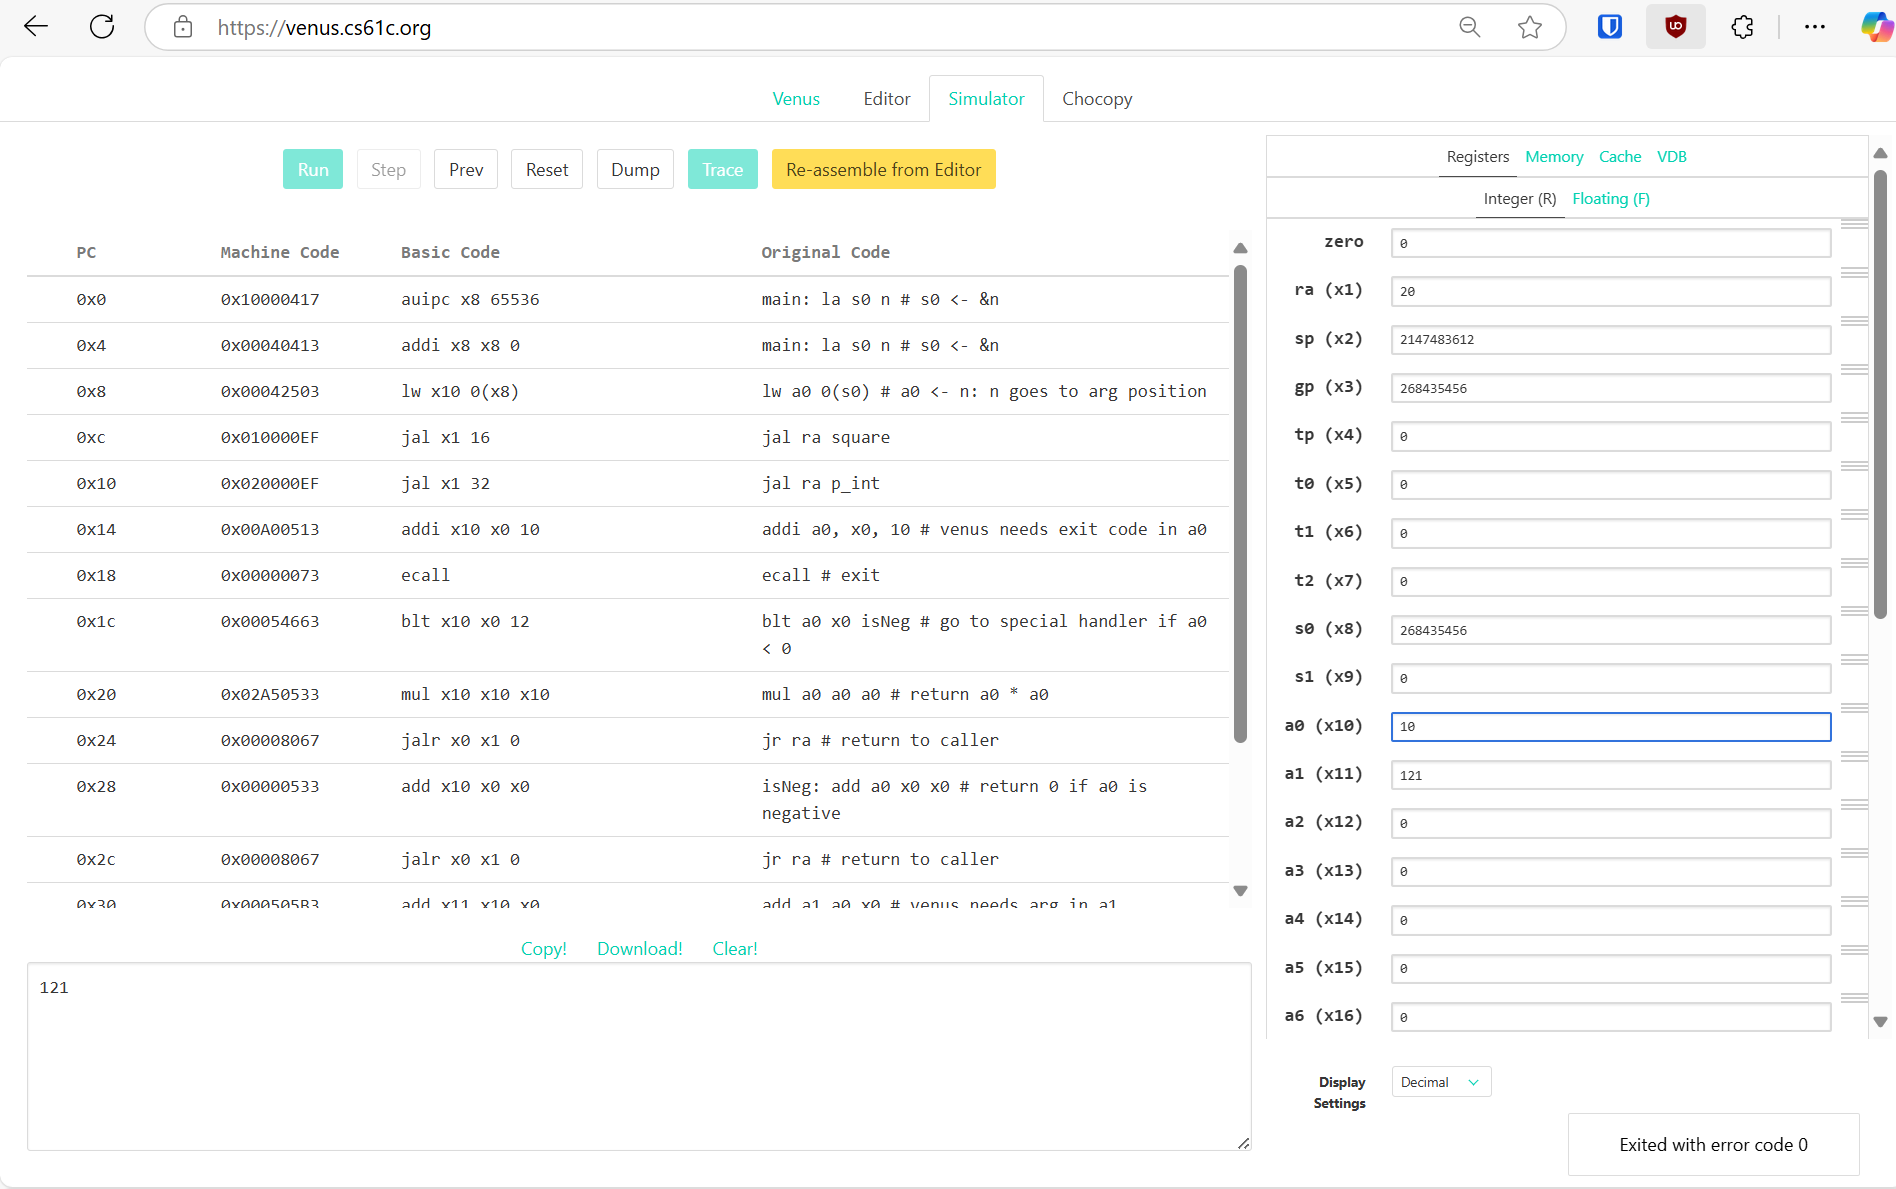 https://venus.cs61c.org
Venus Editor Simulator Chocopy
Run Step Prev Reset Dump Trace Re-assemble from Editor
PC Machine Code Basic Code Original Code
0x0 0x10000417 auipc x8 65536 main: la s0 n # s0 <- &n
0x4 0x00040413 addi x8 x8 0 main: la s0 n # s0 <- &n
0x8 0x00042503 lw x10 0(x8) lw a0 0(s0) # a0 <- n: n goes to arg position
0xc 0x010000EF jal x1 16 jal ra square
0x10 0x020000EF jal x1 32 jal ra p_int
0x14 0x00A00513 addi x10 x0 10 addi a0, x0, 10 # venus needs exit code in a0
0x18 0x00000073 ecall ecall # exit
0x1c 0x00054663 blt x10 x0 12 blt a0 x0 isNeg # go to special handler if a0
< 0
0x20 0x02A50533 mul x10 x10 x10 mul a0 a0 a0 # return a0 * a0
0x24 0x00008067 jalr x0 x1 0 jr ra # return to caller
0x28 0x00000533 add x10 x0 x0 isNeg: add a0 x0 x0 # return 0 if a0 is
negative
0x2c 0x00008067 jalr x0 x1 0 jr ra # return to caller
0x30 0x000505B3 add x11 x10 x0 add a1 a0 x0 # venus needs arg in a1
Copy! Download! Clear!
121
Registers Memory Cache VDB
Integer (R) Floating (F)
zero 0
ra (x1) 20
sp (x2) 2147483612
gp (x3) 268435456
tp (x4) 0
t0 (x5) 0
t1 (x6) 0
t2 (x7) 0
s0 (x8) 268435456
s1 (x9) 0
a0 (x10) 10
a1 (x11) 121
a2 (x12) 0
a3 (x13) 0
a4 (x14) 0
a5 (x15) 0
a6 (x16) 0
Display
Settings
Decimal
Exited with error code 0